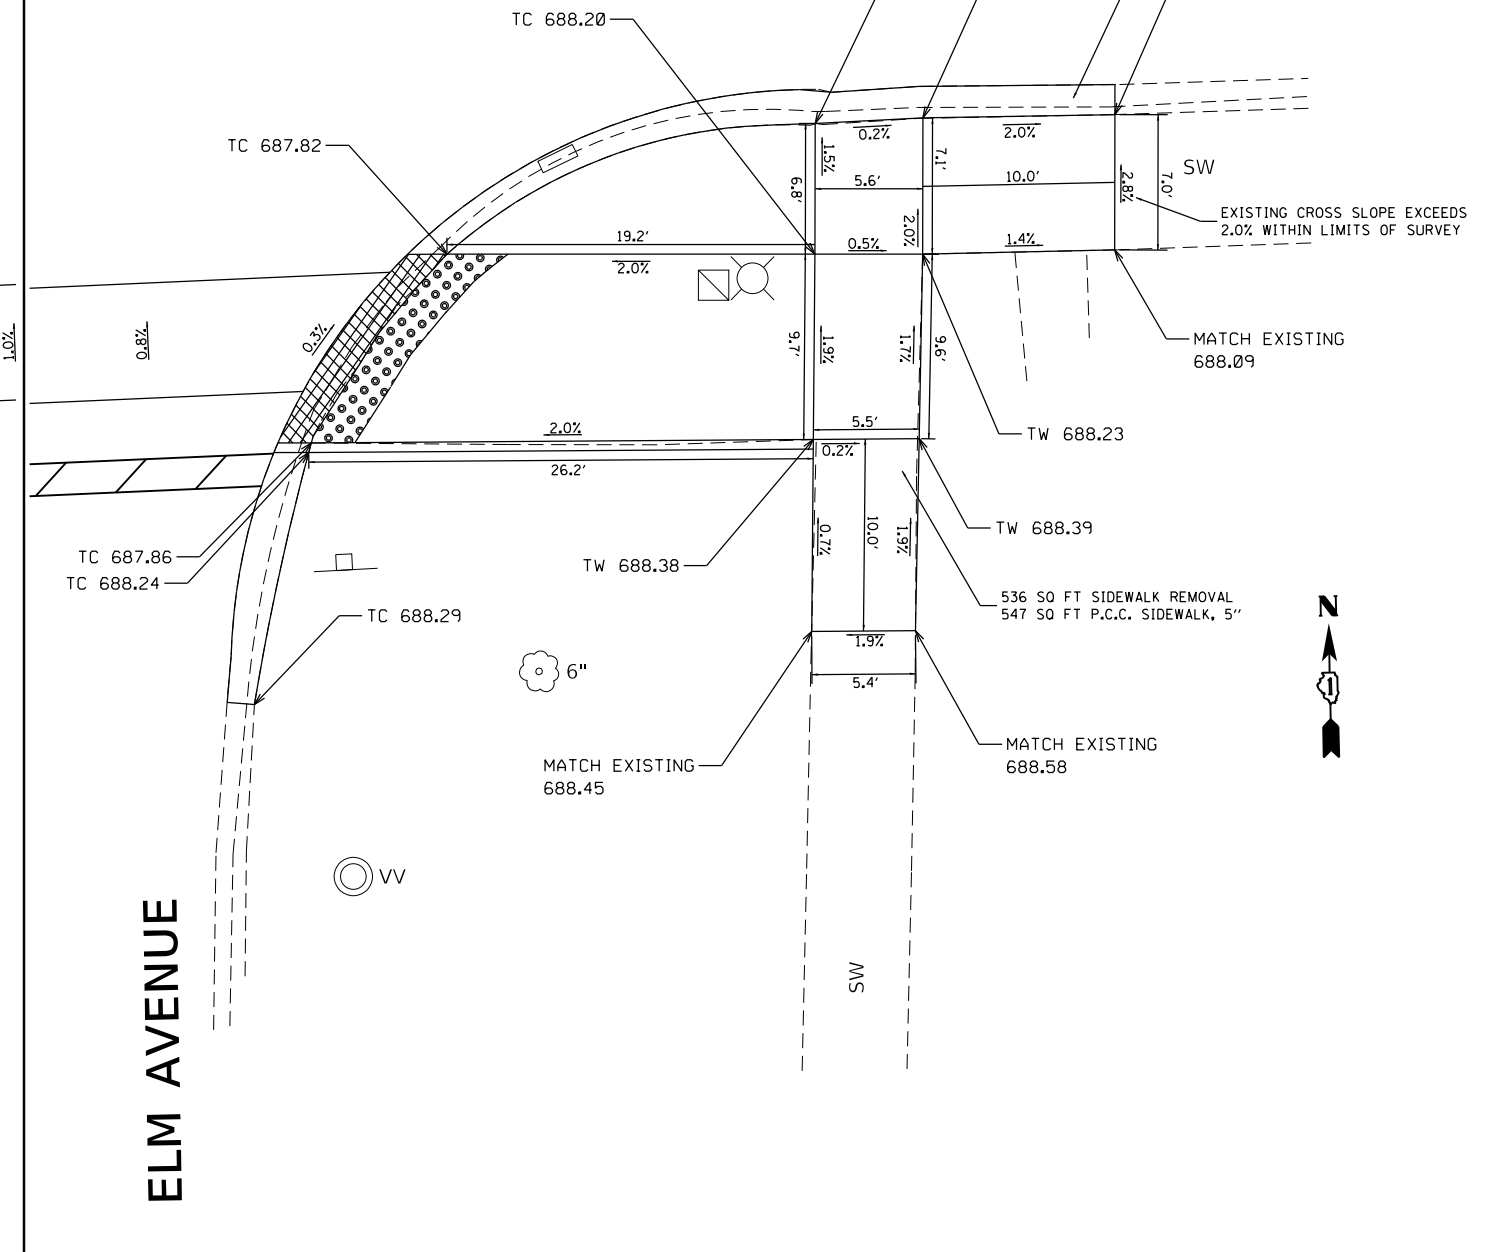 TC 688.20
TC 687.82
0.2%
2.0%
1.5%
7.1'
SW
6.8'
5.6'
10.0'
2.8%
7.0'
EXISTING CROSS SLOPE EXCEEDS
2.0% WITHIN LIMITS OF SURVEY
19.2'
2.0%
0.5%
2.0%
1.4%
1.0%
0.8%
0.3%
9.7'
1.9%
1.7%
9.6'
MATCH EXISTING
688.09
2.0%
5.5'
TW 688.23
26.2'
0.2%
TC 687.86
TC 688.24
TW 688.38
0.7%
10.0'
1.9%
TW 688.39
536 SQ FT SIDEWALK REMOVAL
547 SQ FT P.C.C. SIDEWALK, 5"
N
1
TC 688.29
6"
1.9%
5.4'
MATCH EXISTING
688.45
MATCH EXISTING
688.58
VV
SW
ELM AVENUE